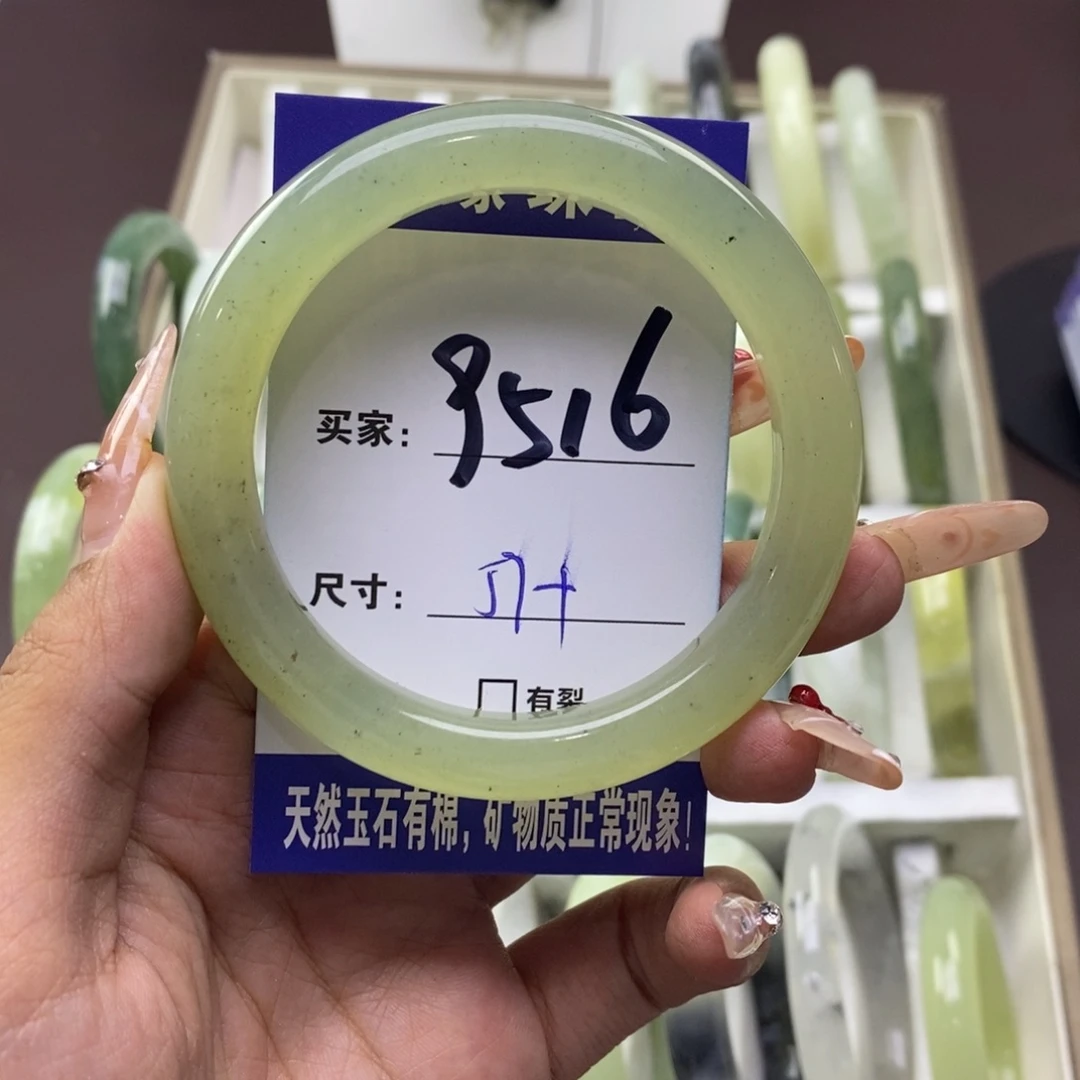 买家: 9516
尺寸: 57+
□ 有裂
天然玉石有棉, 矿物质正常现象!